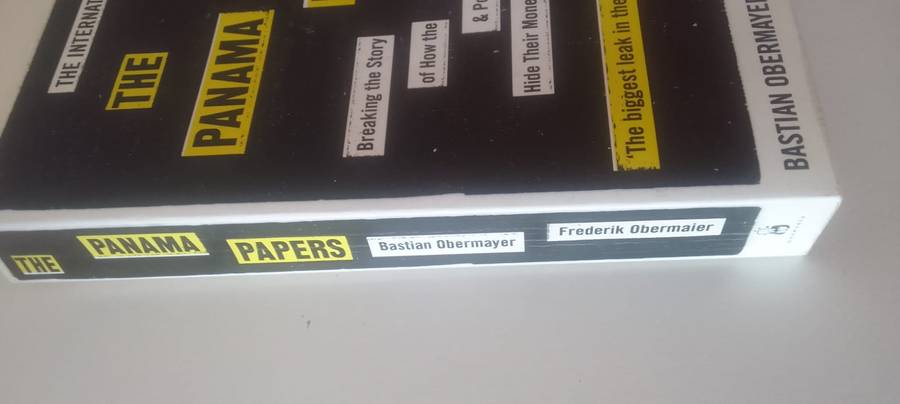 THE INTERNAT
THE
PANAMA
Breaking the Story
of How the
& Po
Hide Their Mone
'The biggest leak in the
BASTIAN OBERMAYER
THE PANAMA PAPERS Bastian Obermayer Frederik Obermaier